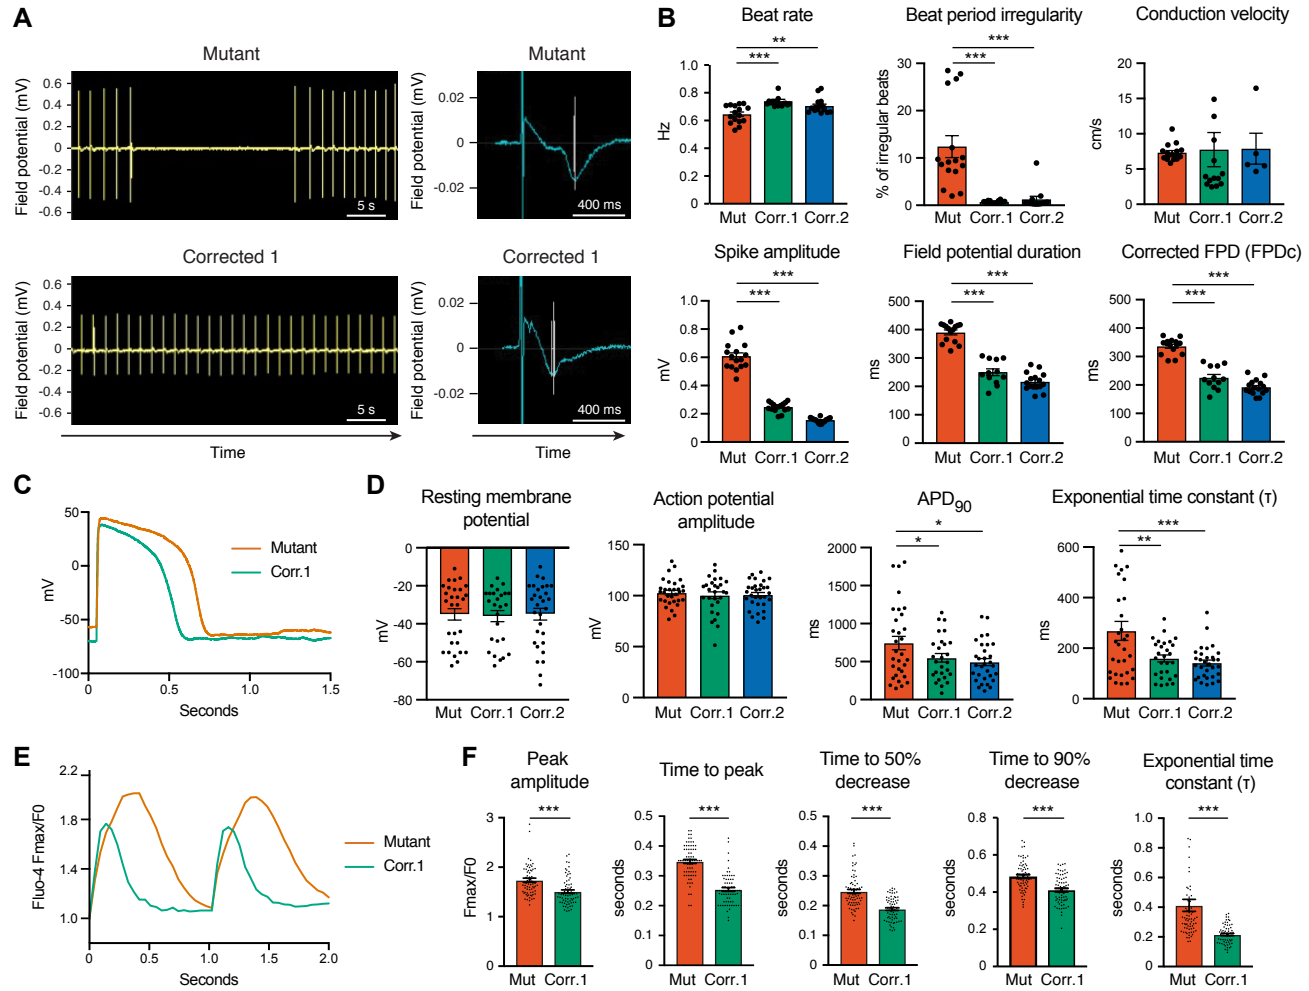 A
Mutant
Field potential (mV)
0.6
0.4
0.2
0
-0.2
-0.4
-0.6
5 s
Mutant
Field potential (mV)
0.02
0
-0.02
400 ms
Corrected 1
Field potential (mV)
0.6
0.4
0.2
0
-0.2
-0.4
-0.6
5 s
Time
Corrected 1
Field potential (mV)
0.02
0
-0.02
400 ms
Time
B
Beat rate
**
***
Hz
1.0
0.8
0.6
0.4
0.2
0
Mut Corr.1 Corr.2
Beat period irregularity
***
***
% of irregular beats
30
20
10
0
Mut Corr.1 Corr.2
Conduction velocity
cm/s
20
15
10
5
0
Mut Corr.1 Corr.2
Spike amplitude
***
***
mV
1.0
0.8
0.6
0.4
0.2
0
Mut Corr.1 Corr.2
Field potential duration
***
***
ms
500
400
300
200
100
0
Mut Corr.1 Corr.2
Corrected FPD (FPDc)
***
***
ms
500
400
300
200
100
0
Mut Corr.1 Corr.2
C
mV
50
0
-50
-100
0 0.5 1.0 1.5
Seconds
Mutant
Corr.1
D
Resting membrane
potential
mV
0
-20
-40
-60
-80
Mut Corr.1 Corr.2
Action potential
amplitude
mV
150
100
50
0
Mut Corr.1 Corr.2
APD90
*
*
ms
2000
1500
1000
500
0
Mut Corr.1 Corr.2
Exponential time constant (τ)
***
**
ms
600
400
200
0
Mut Corr.1 Corr.2
E
Fluo-4 Fmax/F0
2.2
1.8
1.4
1.0
0 0.5 1.0 1.5 2.0
Seconds
Mutant
Corr.1
F
Peak
amplitude
***
Fmax/F0
3
2
1
0
Mut Corr.1
Time to peak
***
seconds
0.5
0.4
0.3
0.2
0.1
0
Mut Corr.1
Time to 50%
decrease
***
seconds
0.5
0.4
0.3
0.2
0.1
0
Mut Corr.1
Time to 90%
decrease
***
seconds
0.8
0.6
0.4
0.2
0
Mut Corr.1
Exponential time
constant (τ)
***
seconds
1.0
0.8
0.6
0.4
0.2
0
Mut Corr.1